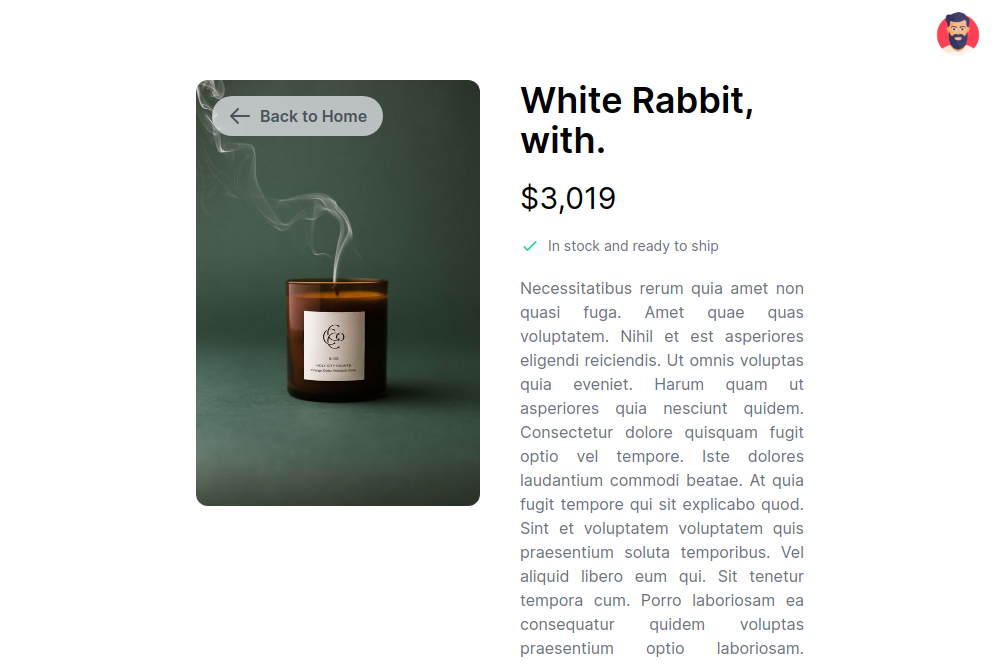 Back to Home
White Rabbit,
with.
$3,019
In stock and ready to ship
HOLY CITY HAUNTS
Necessitatibus rerum quia amet non
quasi fuga. Amet quae quas
voluptatem. Nihil et est asperiores
eligendi reiciendis. Ut omnis voluptas
quia eveniet. Harum quam ut
asperiores quia nesciunt quidem.
Consectetur dolore quisquam fugit
optio vel tempore. Iste dolores
laudantium commodi beatae. At quia
fugit tempore qui sit explicabo quod.
Sint et voluptatem voluptatem quis
praesentium soluta temporibus. Vel
aliquid libero eum qui. Sit tenetur
tempora cum. Porro laboriosam ea
consequatur quidem voluptas
praesentium optio laboriosam.